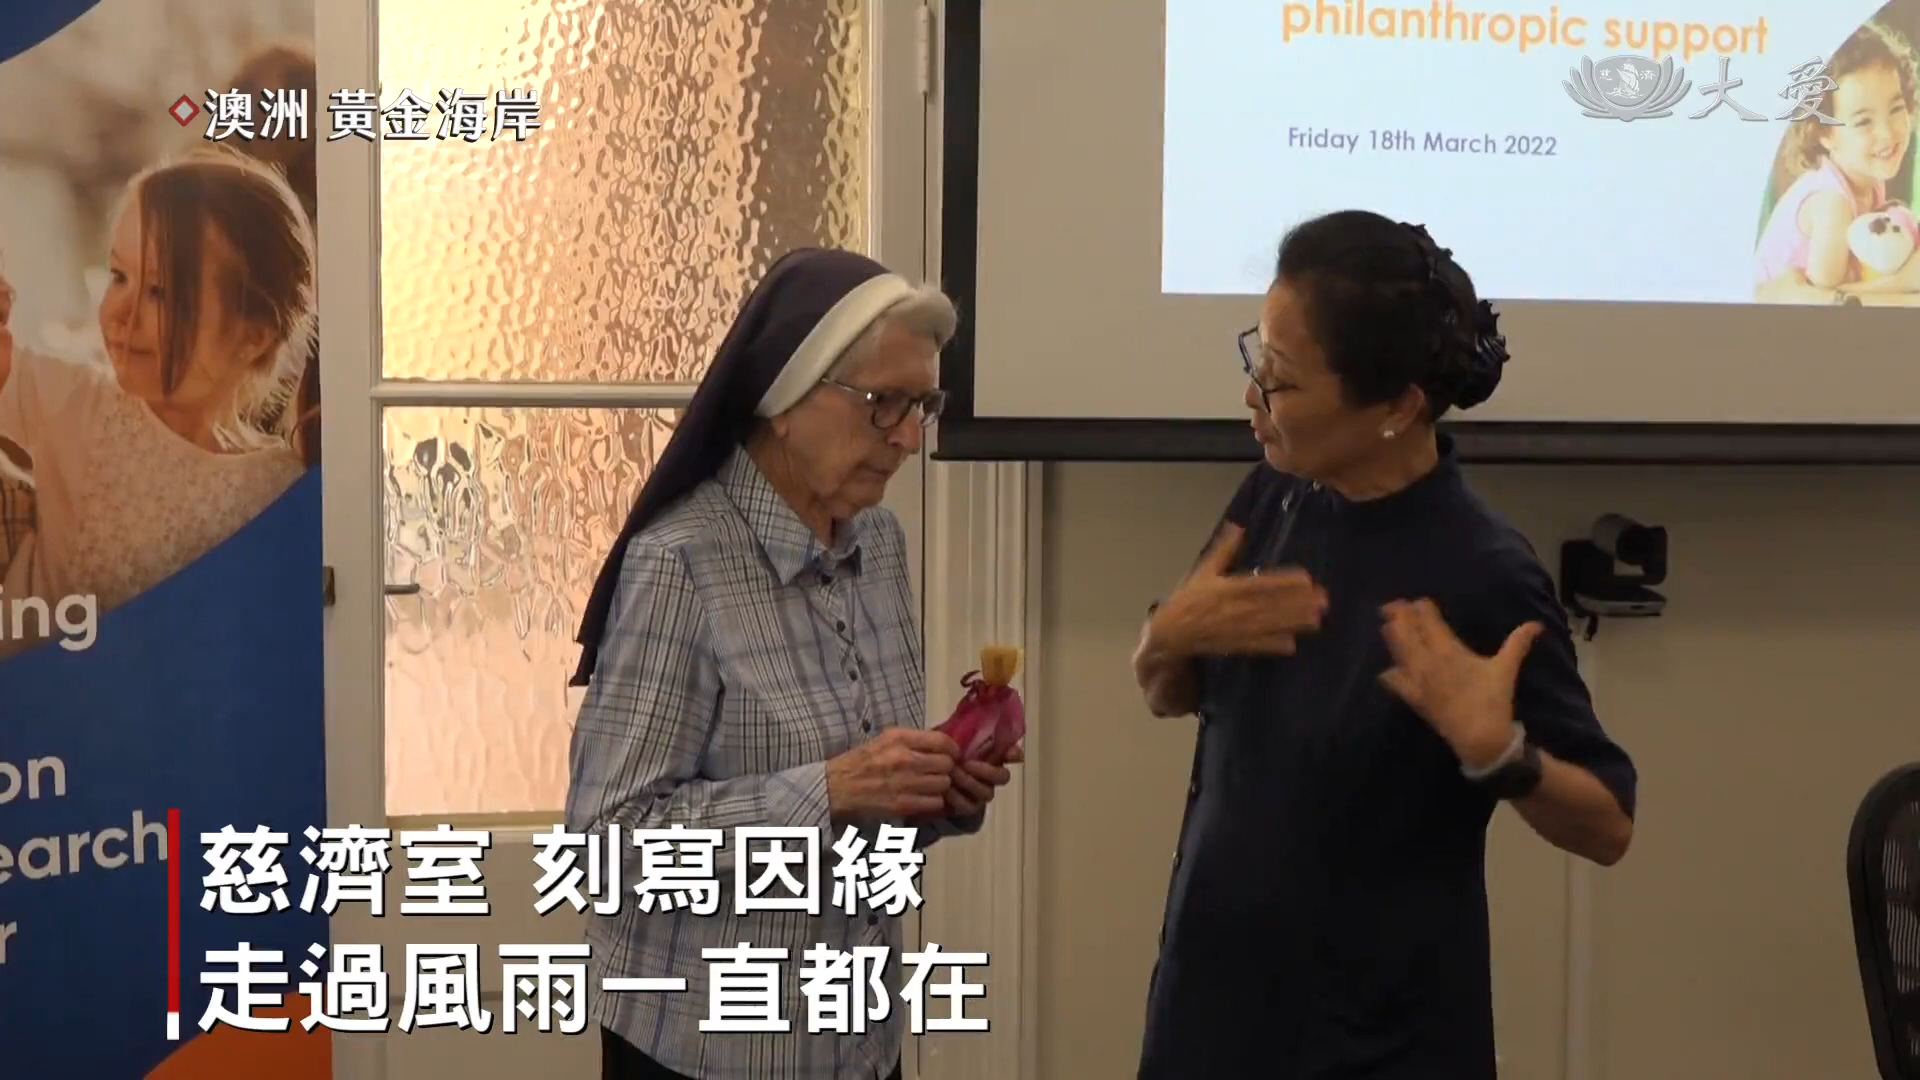 philanthropic support
大愛
澳洲 黃金海岸
Friday 18th March 2022
ing
on
earch
r
慈濟室 刻寫因緣
走過風雨一直都在